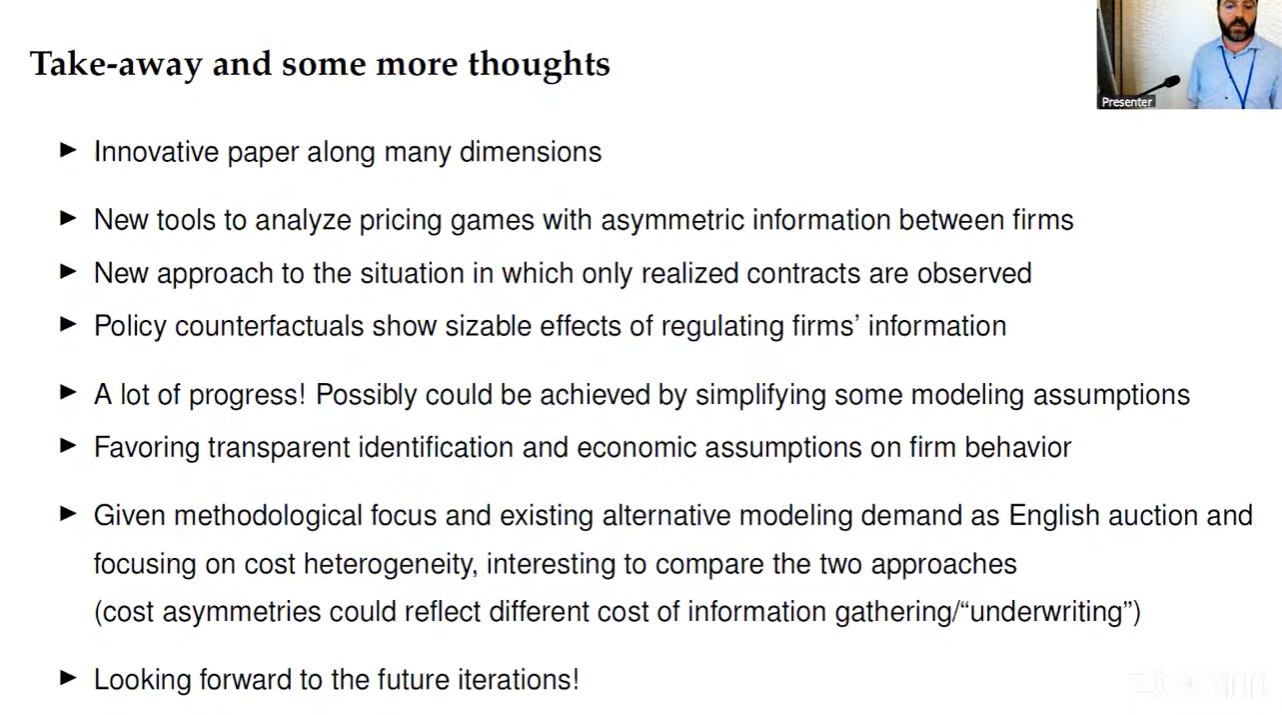 Take-away and some more thoughts
Presenter
► Innovative paper along many dimensions
► New tools to analyze pricing games with asymmetric information between firms
► New approach to the situation in which only realized contracts are observed
► Policy counterfactuals show sizable effects of regulating firms’ information
► A lot of progress! Possibly could be achieved by simplifying some modeling assumptions
► Favoring transparent identification and economic assumptions on firm behavior
► Given methodological focus and existing alternative modeling demand as English auction and
focusing on cost heterogeneity, interesting to compare the two approaches
(cost asymmetries could reflect different cost of information gathering/“underwriting”)
► Looking forward to the future iterations!